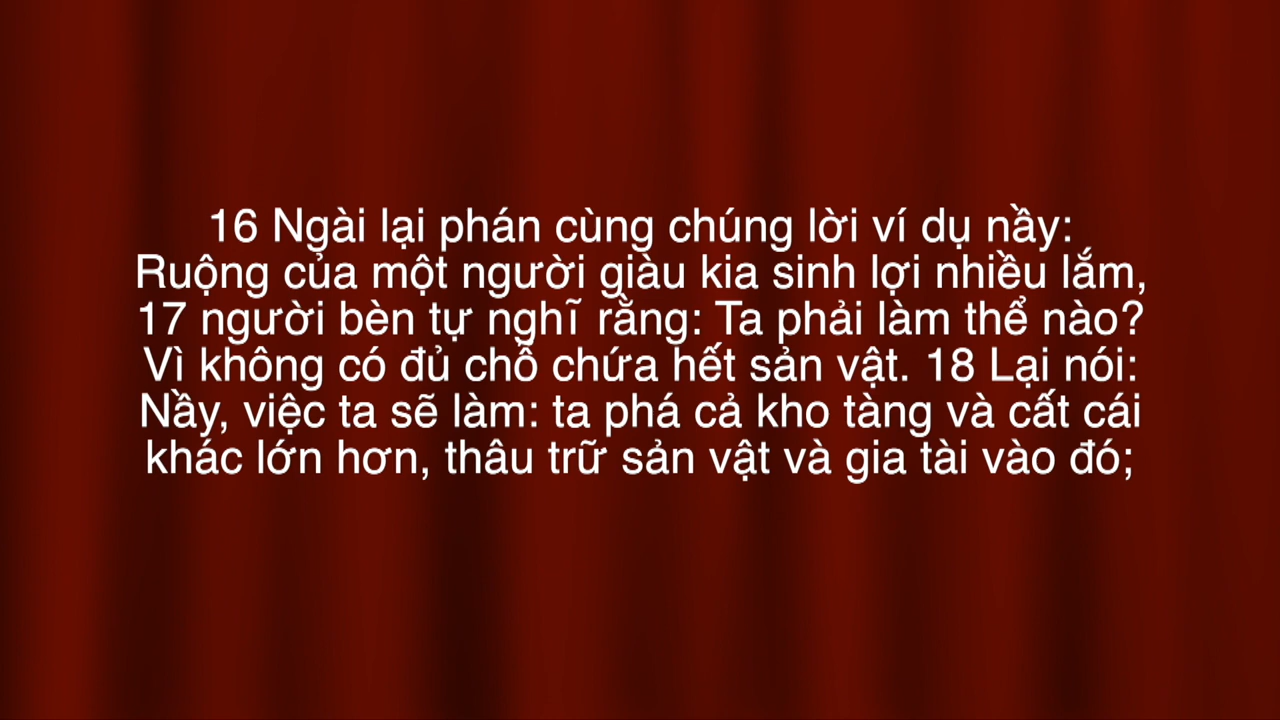 16 Ngài lại phán cùng chúng lời ví dụ nầy:
Ruộng của một người giàu kia sinh lợi nhiều lắm,
17 người bèn tự nghĩ rằng: Ta phải làm thể nào?
Vì không có đủ chỗ chứa hết sản vật. 18 Lại nói:
Nầy, việc ta sẽ làm: ta phá cả kho tàng và cất cái
khác lớn hơn, thâu trữ sản vật và gia tài vào đó;